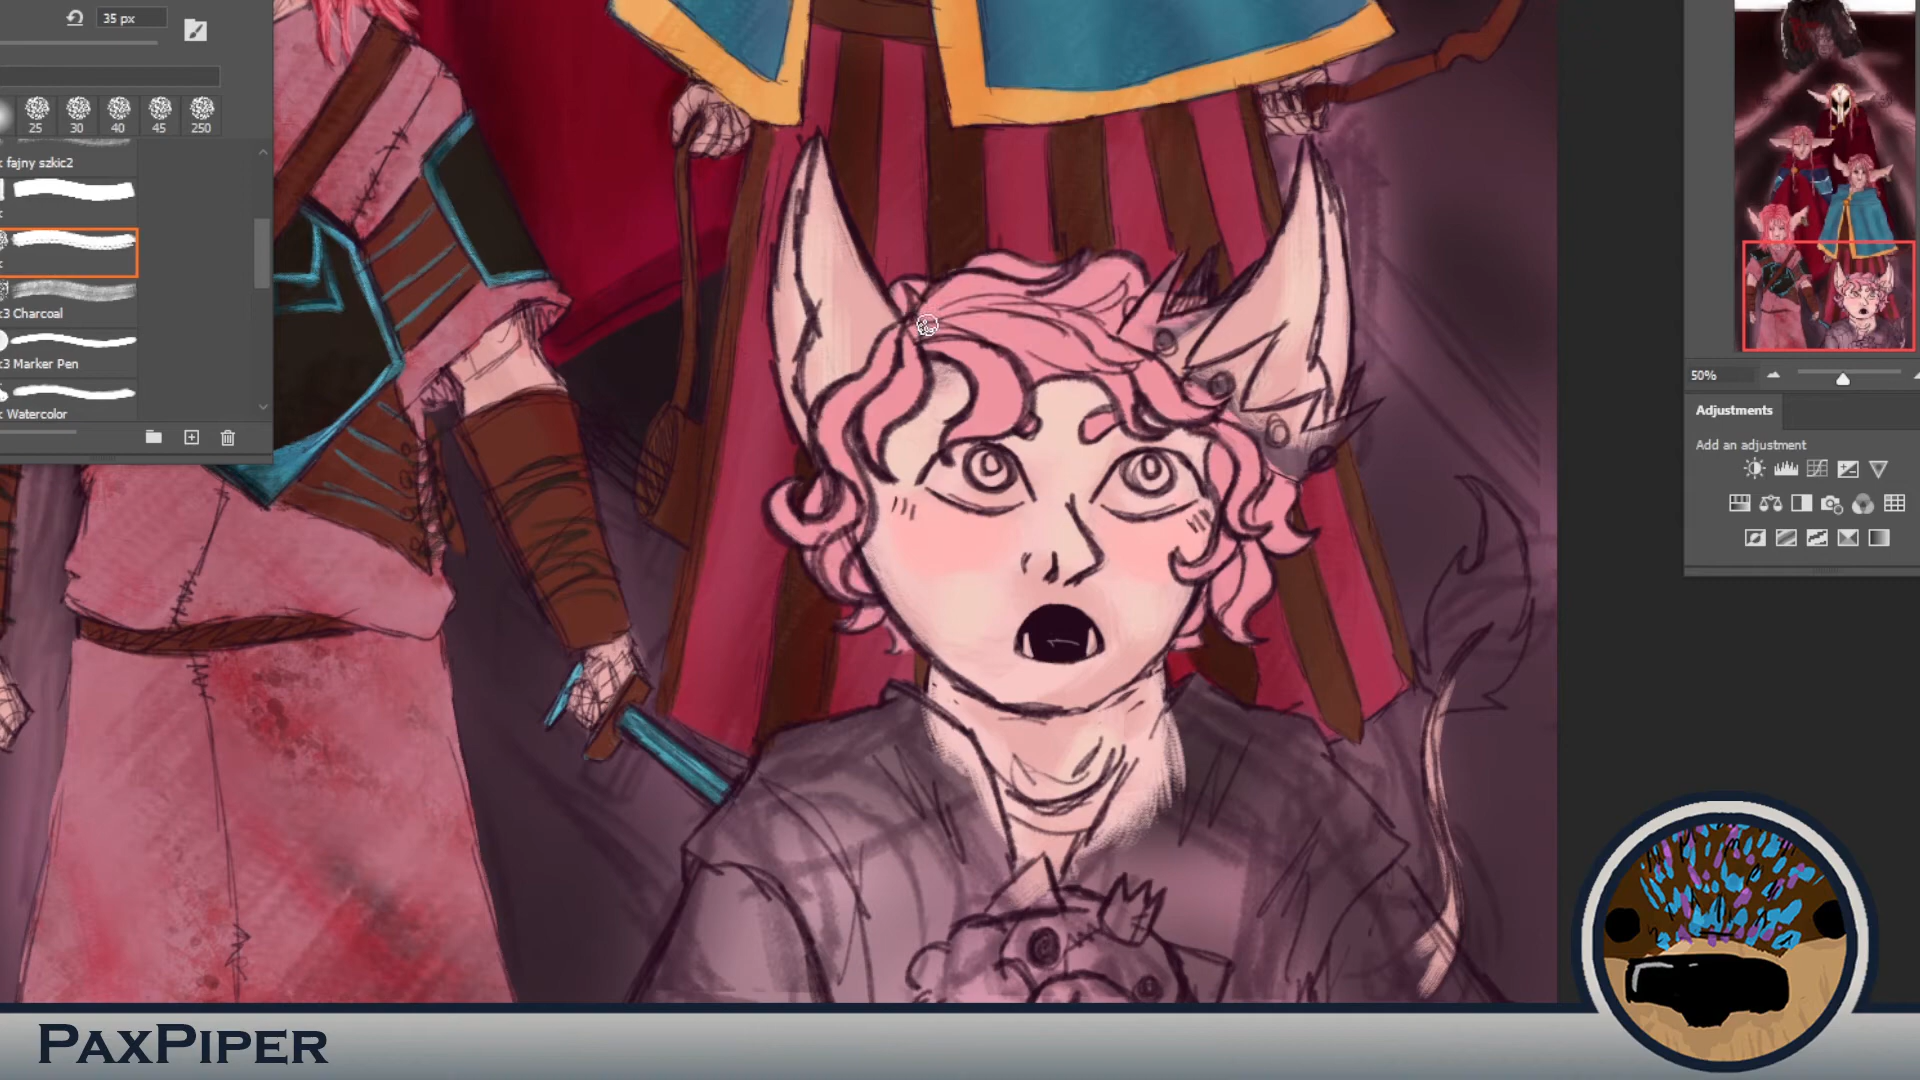 35 px
25 30 40 45 250
fajny szkic2
Charcoal
Marker Pen
Watercolor
50%
Adjustments
Add an adjustment
PAXPIPER